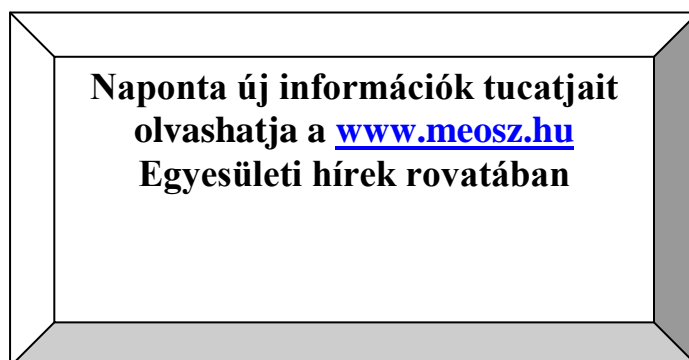 Naponta új információk tucatjait
olvashatja a www.meosz.hu
Egyesületi hírek rovatában